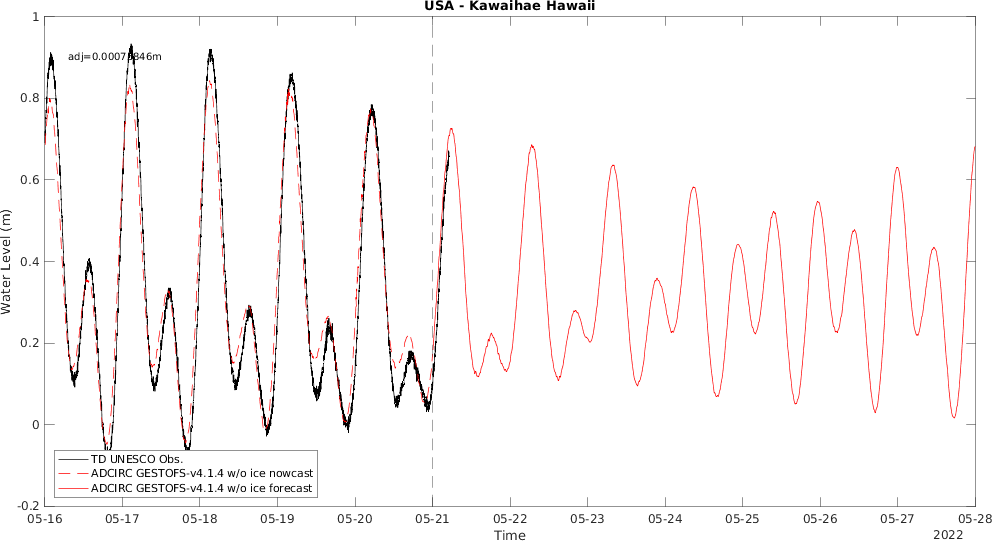 USA - Kawaihae Hawaii
1
0.8
0.6
0.4
0.2
0
-0.2
Water Level (m)
TD UNESCO Obs.
ADCIRC GESTOFS-v4.1.4 w/o ice nowcast
ADCIRC GESTOFS-v4.1.4 w/o ice forecast
05-16 05-17 05-18 05-19 05-20 05-21 05-22 05-23 05-24 05-25 05-26 05-27 05-28
Time
2022